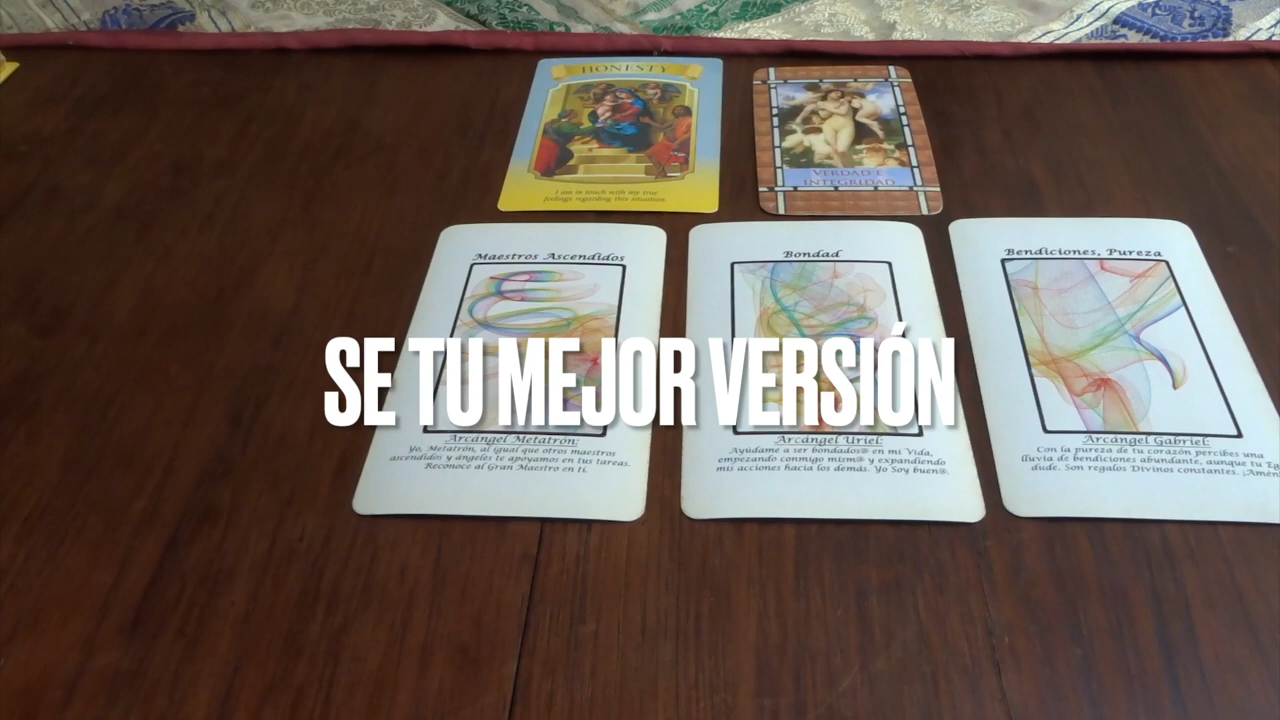 HONESTY
I am in touch with my true
feelings regarding this situation.
VERDAD E
INTEGRIDAD
Maestros Ascendidos
Arcángel Metatrón:
Yo, Metatrón, al igual que otros maestros
ascendidos y ángeles te apoyamos en tus tareas.
Reconoce al Gran Maestro en ti.
Bondad
Arcángel Uriel:
Ayúdame a ser bondados@ en mi Vida,
empezando conmigo mism@ y expandiendo
mis acciones hacia los demás. Yo Soy buen@.
Bendiciones, Pureza
Arcángel Gabriel:
Con la pureza de tu corazón percibes una
lluvia de bendiciones abundante, aunque tu Eg
dude. Son regalos Divinos constantes. ¡Amén
SE TU MEJOR VERSIÓN